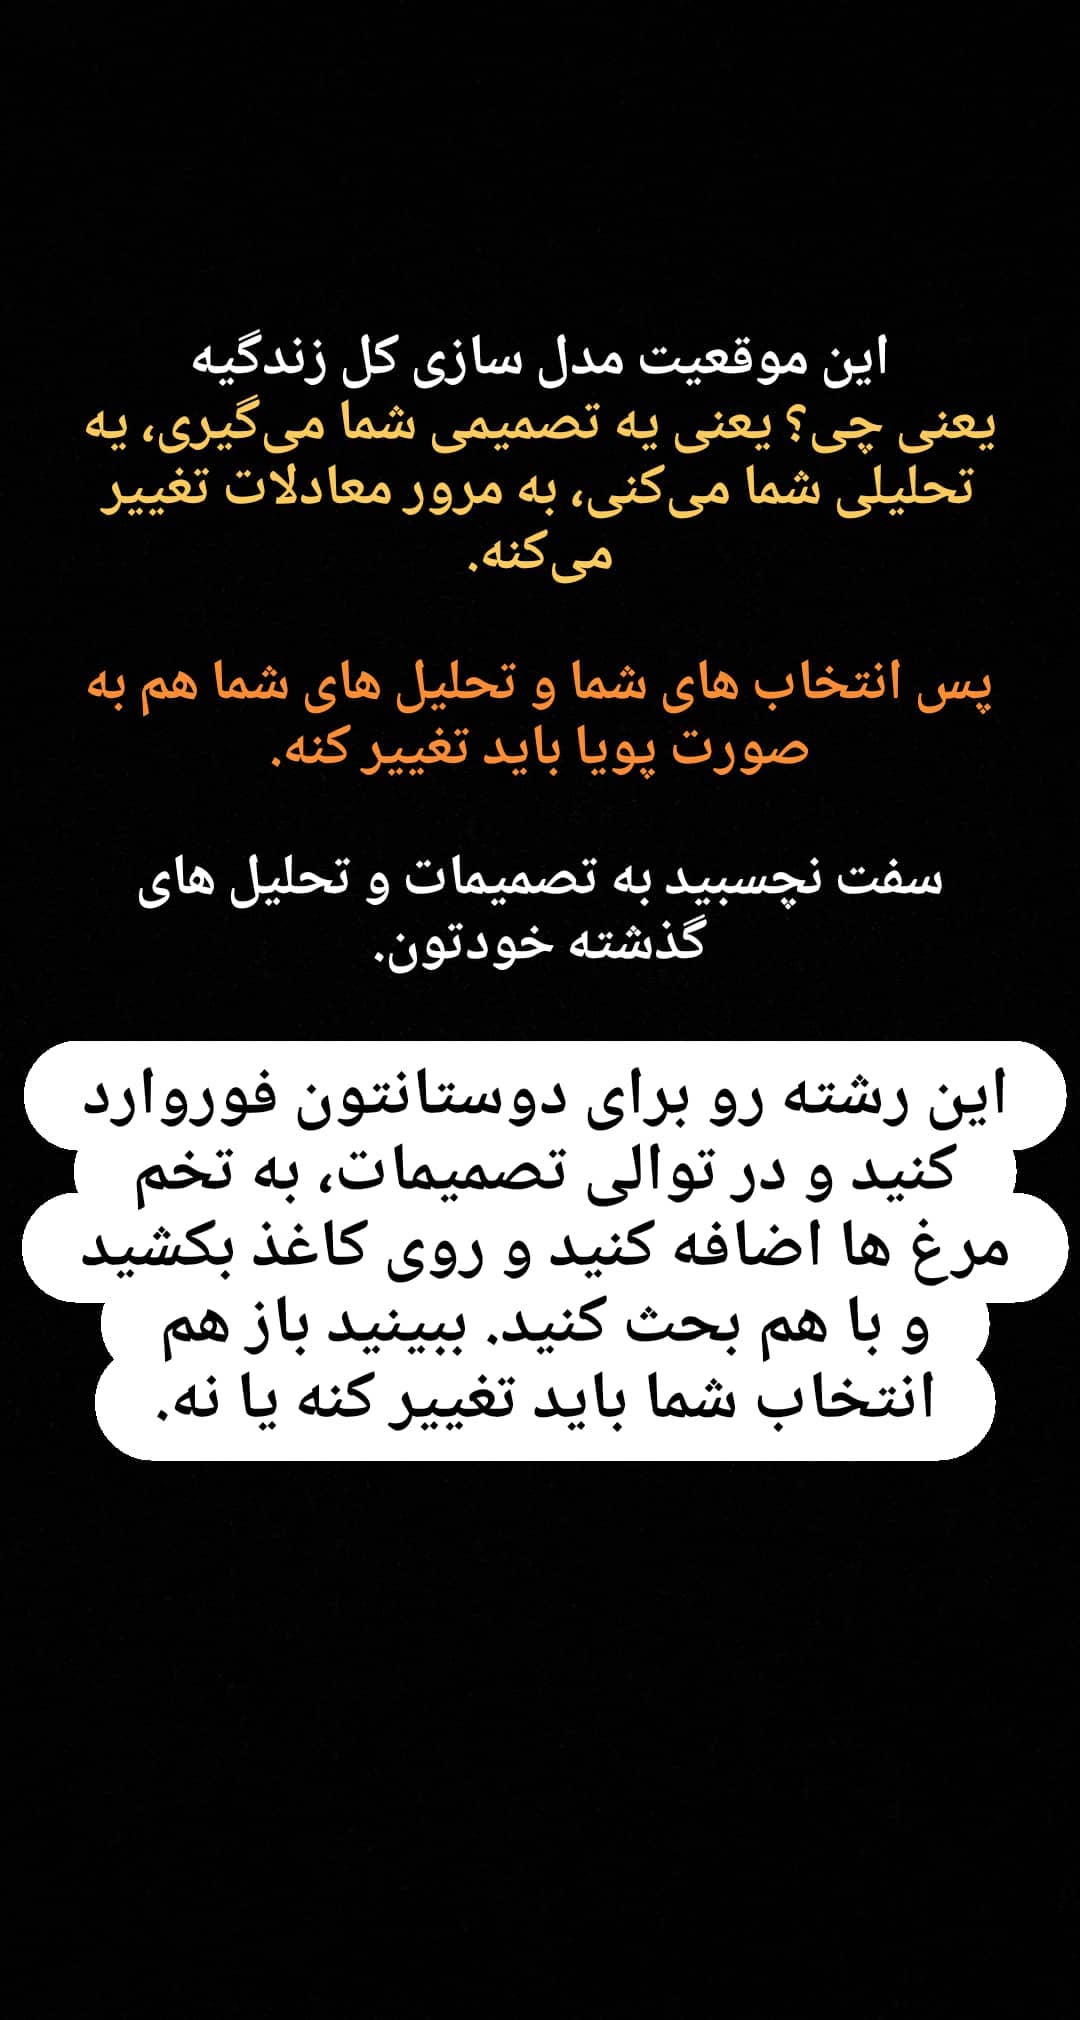 این موقعیت مدل سازی کل زندگیه
یعنی چی؟ یعنی یه تصمیمی شما می‌گیری، یه
تحلیلی شما می‌کنی، به مرور معادلات تغییر
می‌کنه.
پس انتخاب های شما و تحلیل های شما هم به
صورت پویا باید تغییر کنه.
سفت نچسبید به تصمیمات و تحلیل های
گذشته خودتون.
این رشته رو برای دوستانتون فوروارد
کنید و در توالی تصمیمات، به تخم
مرغ ها اضافه کنید و روی کاغذ بکشید
و با هم بحث کنید. ببینید باز هم
انتخاب شما باید تغییر کنه یا نه.